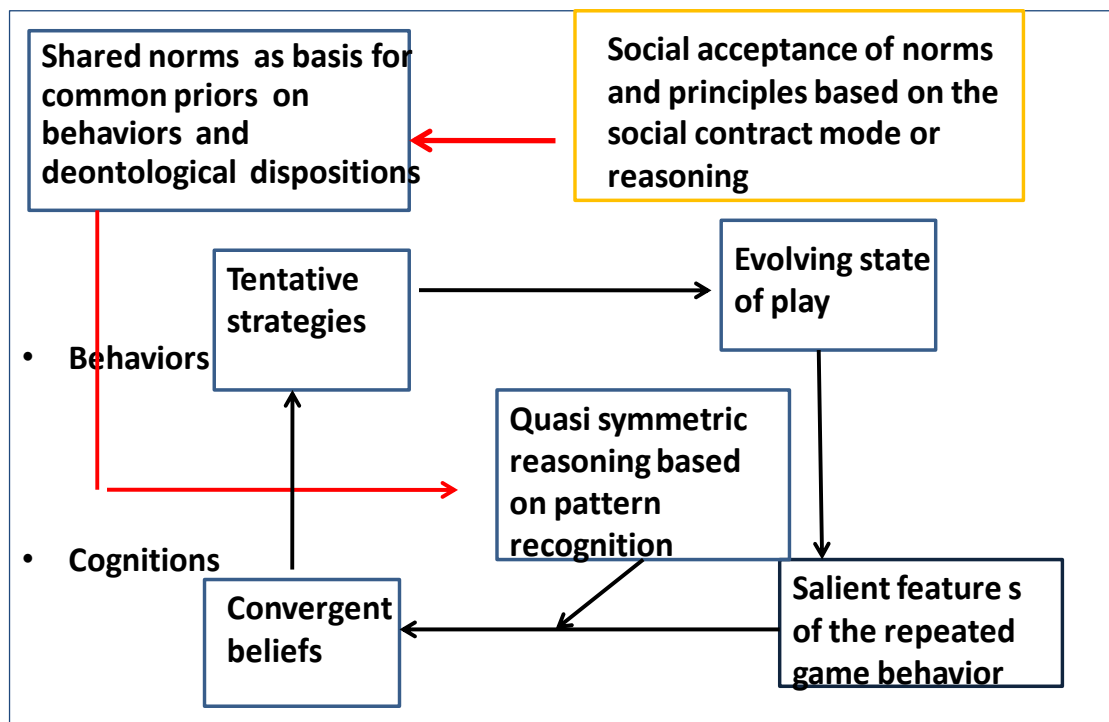 Shared norms as basis for
common priors on
behaviors and
deontological dispositions
Social acceptance of norms
and principles based on the
social contract mode or
reasoning
Tentative
strategies
Evolving state
of play
• Behaviors
Quasi symmetric
reasoning based
on pattern
recognition
• Cognitions
Convergent
beliefs
Salient feature s
of the repeated
game behavior